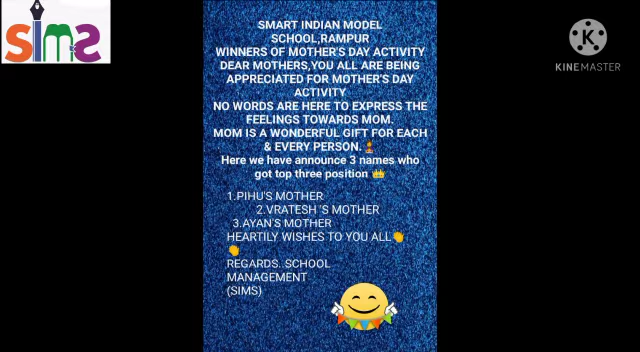 sims
SMART INDIAN MODEL
SCHOOL,RAMPUR
WINNERS OF MOTHER'S DAY ACTIVITY
DEAR MOTHERS,YOU ALL ARE BEING
APPRECIATED FOR MOTHER'S DAY
ACTIVITY
NO WORDS ARE HERE TO EXPRESS THE
FEELINGS TOWARDS MOM.
MOM IS A WONDERFUL GIFT FOR EACH
& EVERY PERSON.
Here we have announce 3 names who
got top three position 👑
1.PIHU'S MOTHER
2.VRATESH 'S MOTHER
3.AYAN'S MOTHER
HEARTILY WISHES TO YOU ALL👏
👏
REGARDS..SCHOOL
MANAGEMENT
(SIMS)
K
KINEMASTER